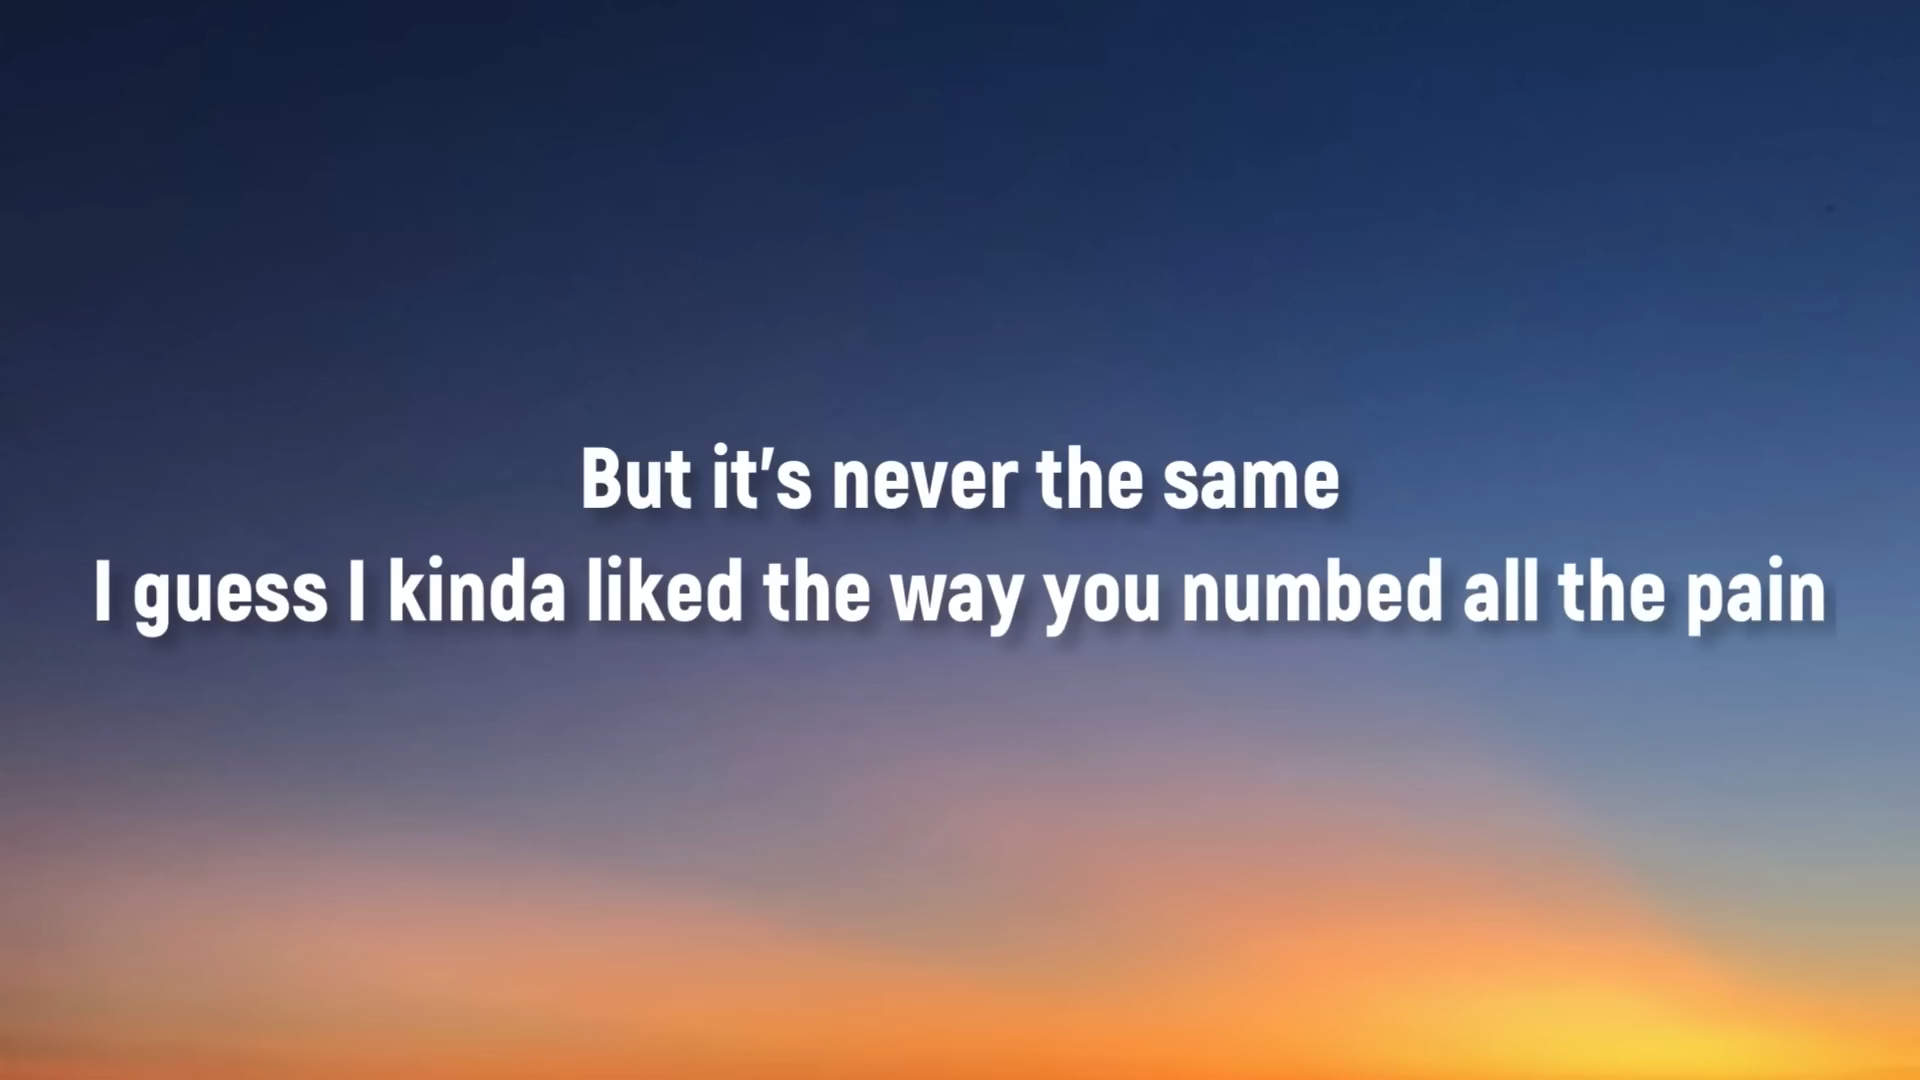 But it's never the same
I guess I kinda liked the way you numbed all the pain